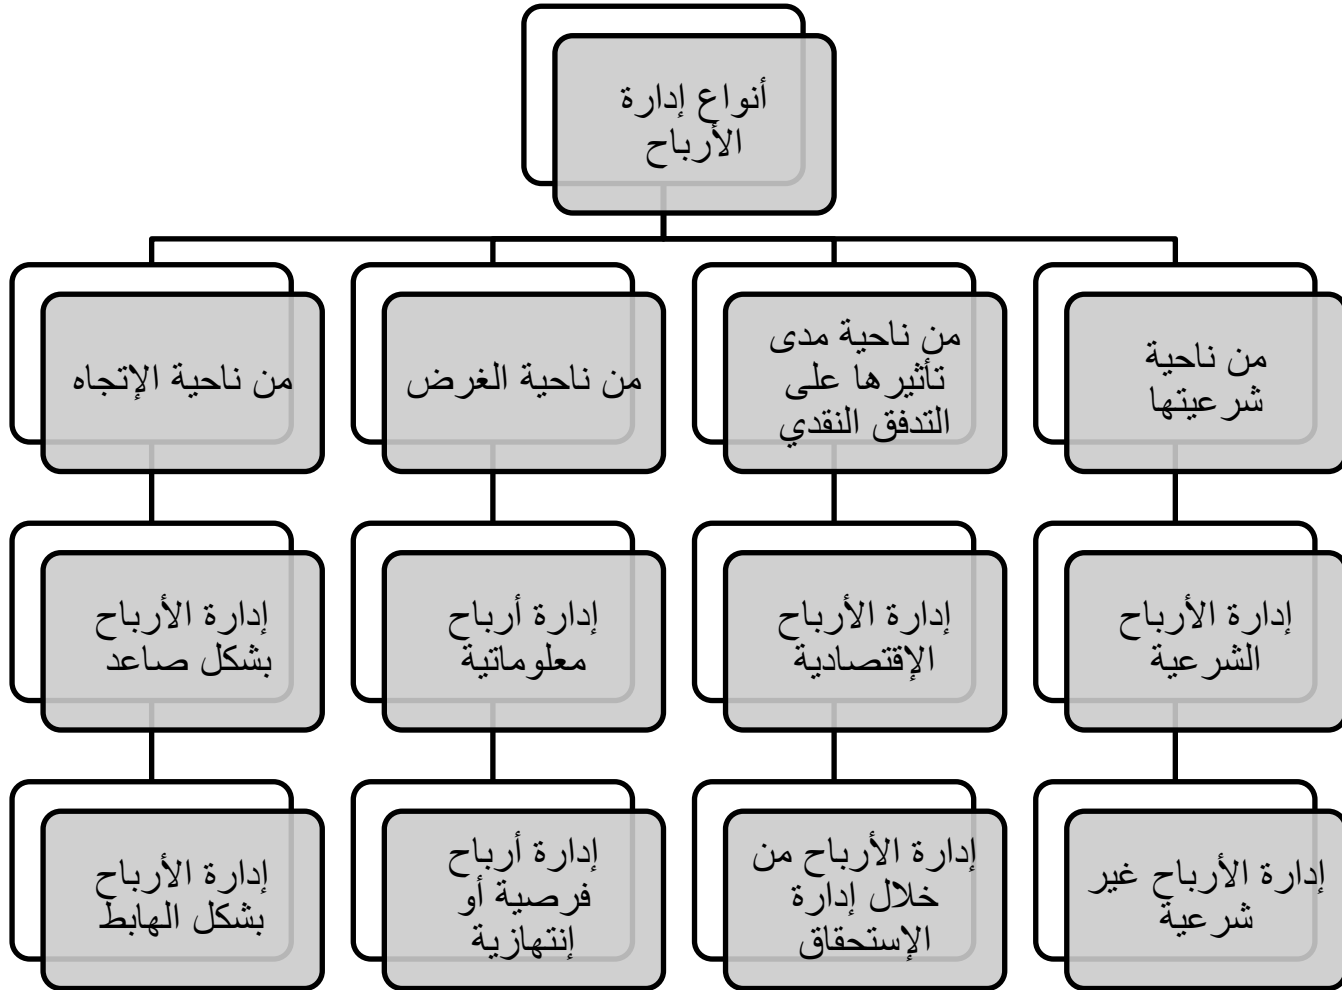 أنواع إدارة
الأرباح
من ناحية
شرعيتها
من ناحية مدى
تأثيرها على
التدفق النقدي
من ناحية الغرض
من ناحية الإتجاه
إدارة الأرباح
الشرعية
إدارة الأرباح
الإقتصادية
إدارة أرباح
معلوماتية
إدارة الأرباح
بشكل صاعد
إدارة الأرباح غير
شرعية
إدارة الأرباح من
خلال إدارة
الإستحقاق
إدارة أرباح
فرصية أو
إنتهازية
إدارة الأرباح
بشكل الهابط